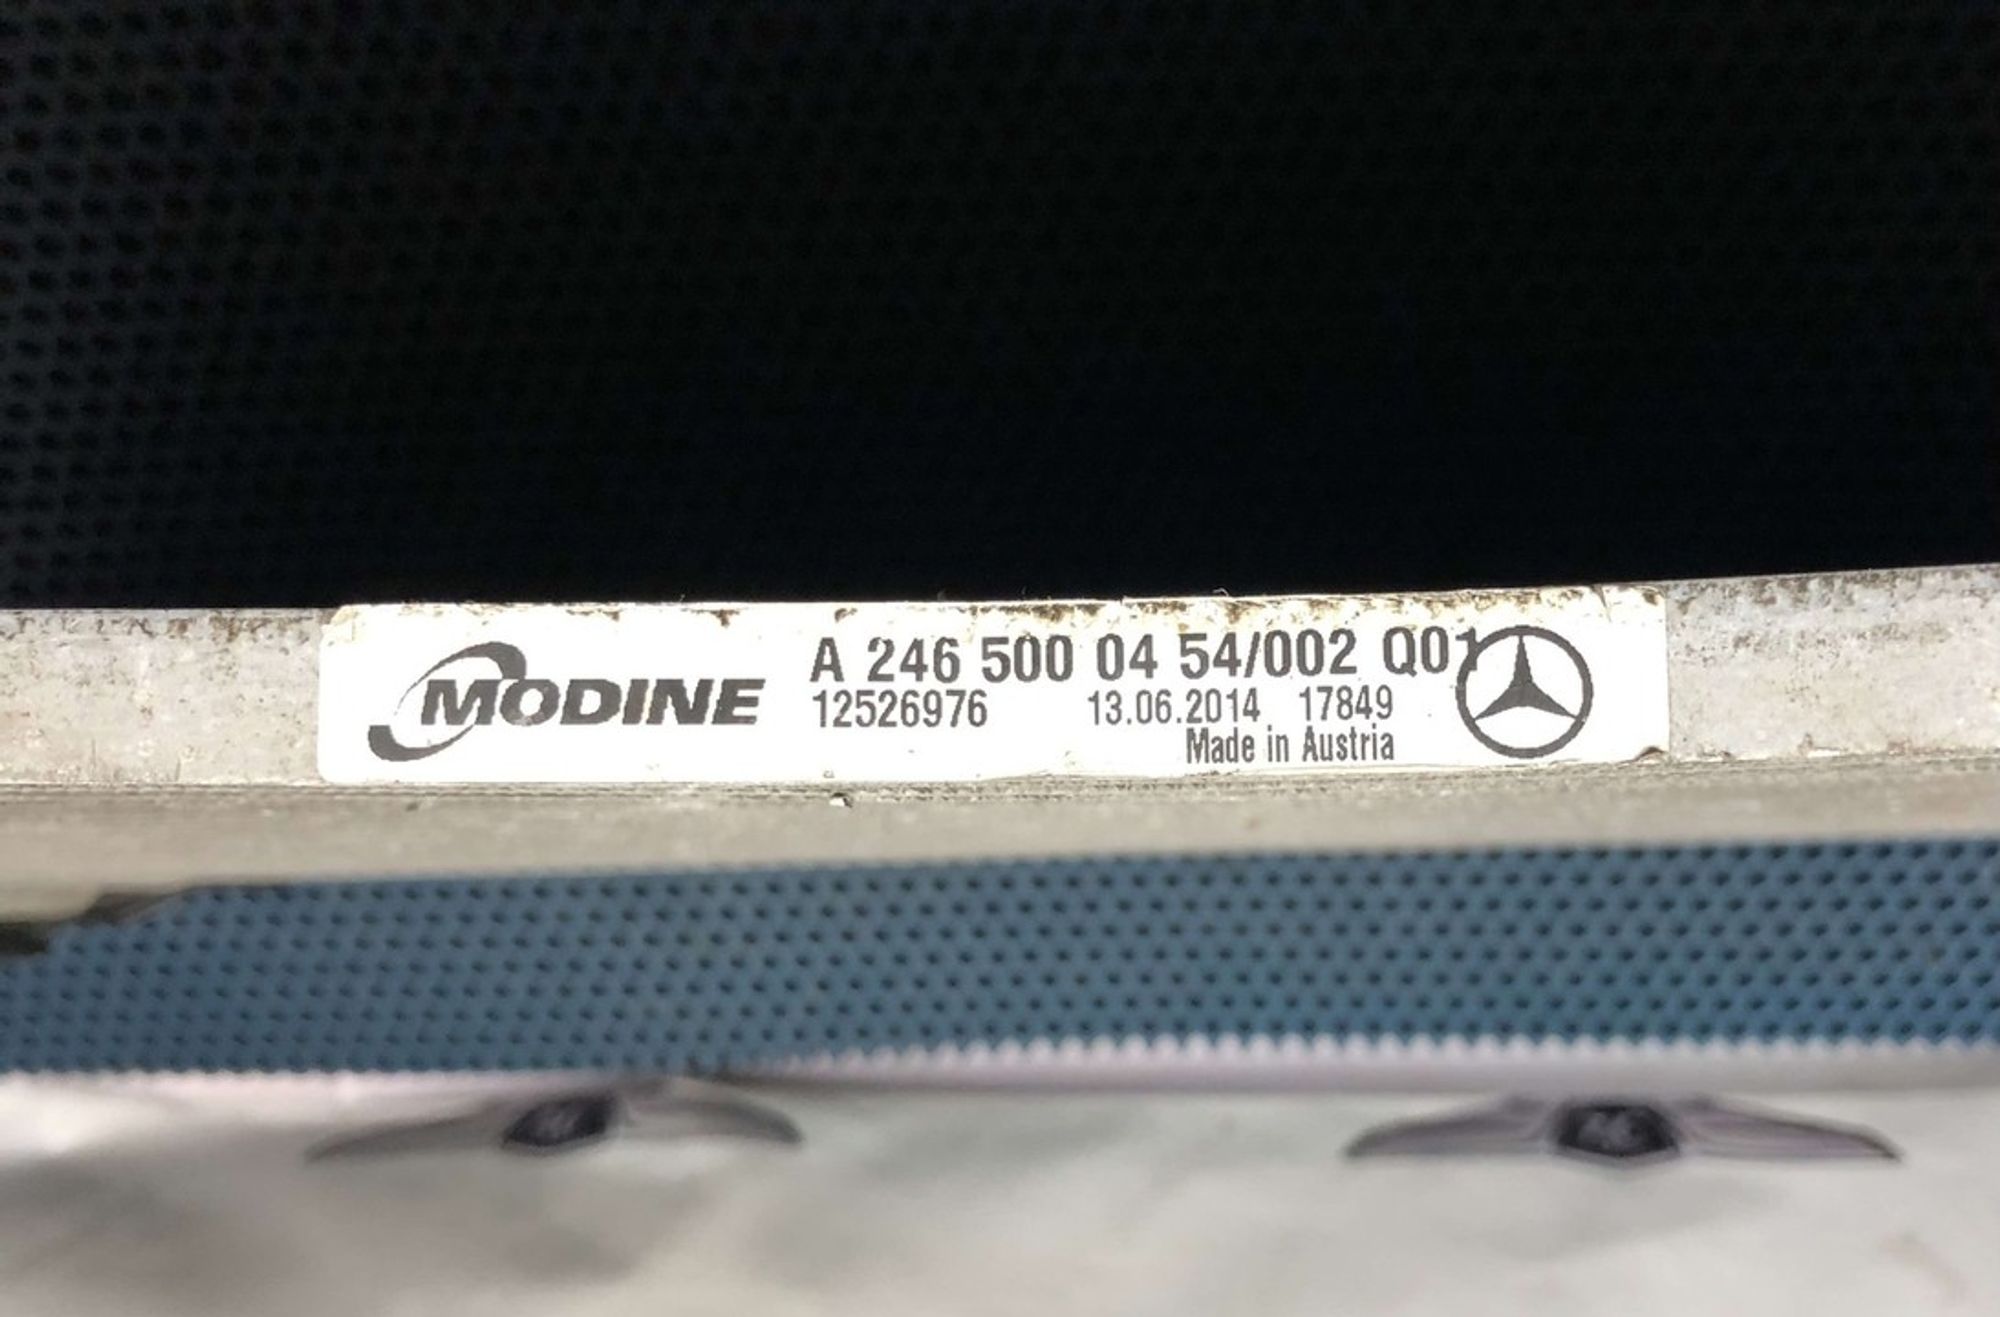 MODINE
A 246 500 04 54/002 Q01
12526976 13.06.2014 17849
Made in Austria